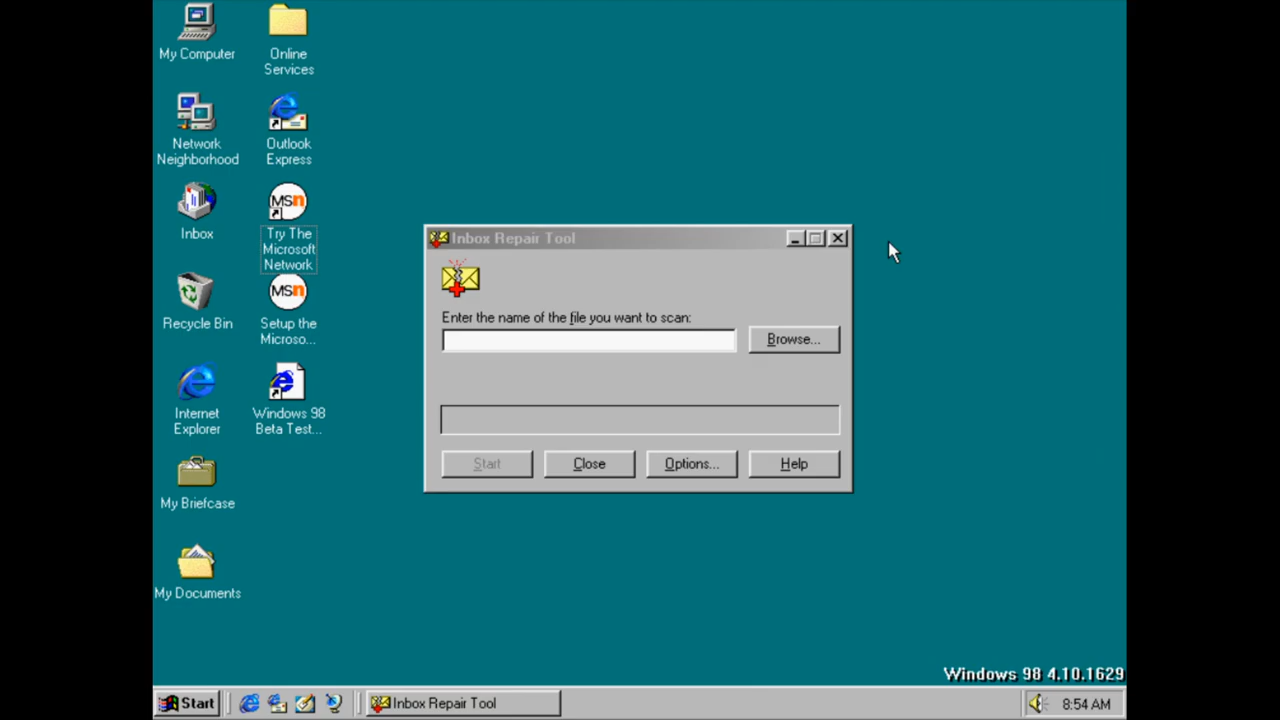 My Computer
Online
Services
Network
Neighborhood
Outlook
Express
Inbox
MSn
Try The
Microsoft
Network
Recycle Bin
MSn
Setup the
Microso...
Internet
Explorer
Windows 98
Beta Test...
My Briefcase
My Documents
Inbox Repair Tool
Enter the name of the file you want to scan:
Browse...
Start
Close
Options...
Help
Windows 98 4.10.1629
Start
Inbox Repair Tool
8:54 AM